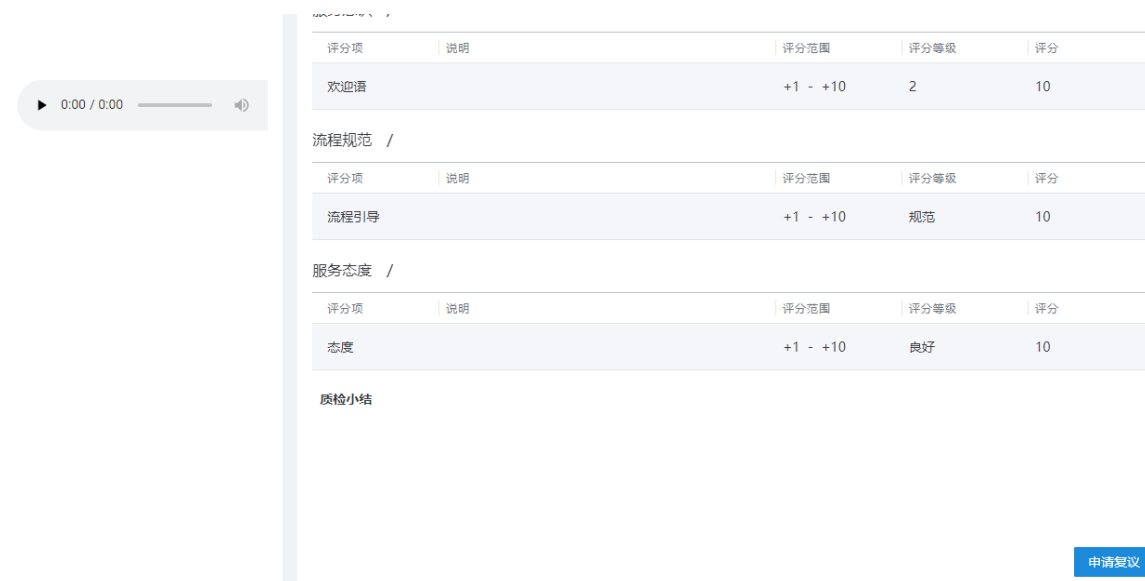 评分项 说明 评分范围 评分等级 评分
欢迎语 +1 - +10 2 10
0:00 / 0:00
流程规范 /
评分项 说明 评分范围 评分等级 评分
流程引导 +1 - +10 规范 10
服务态度 /
评分项 说明 评分范围 评分等级 评分
态度 +1 - +10 良好 10
质检小结
申请复议